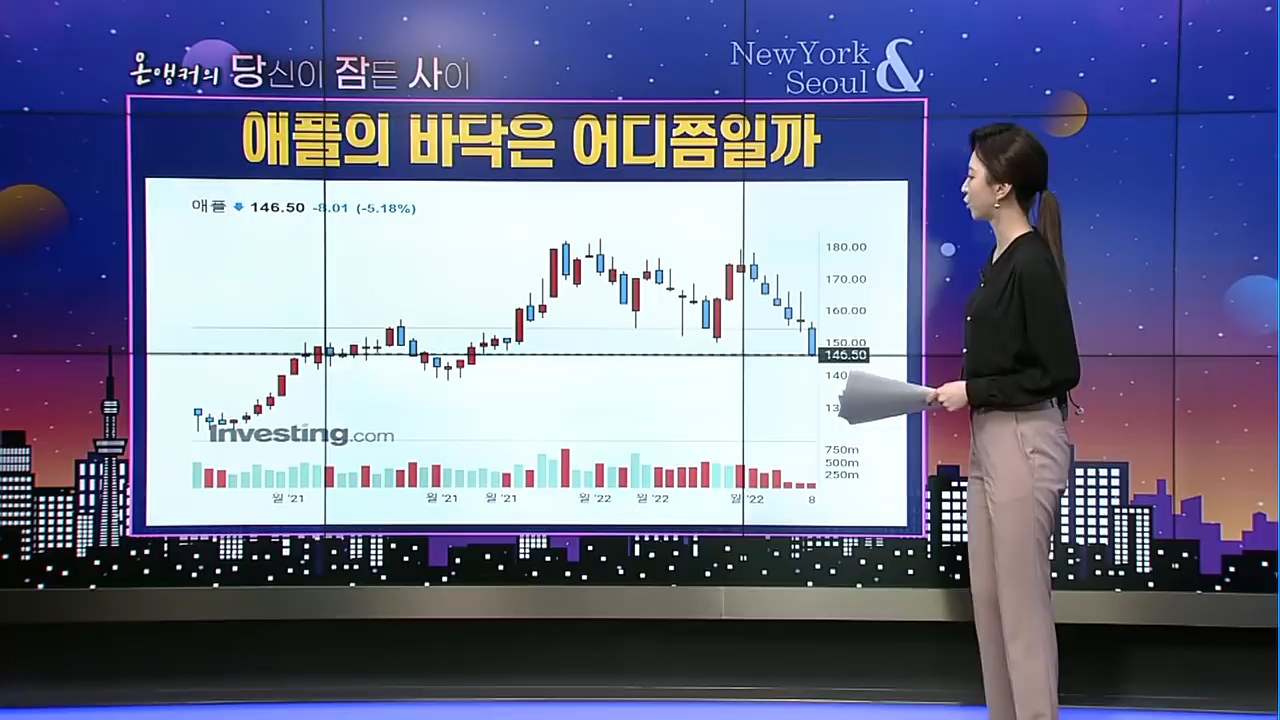 온앵커의 당신이 잠든 사이
NewYork
Seoul &
애플의 바닥은 어디쯤일까
애플 146.50 -8.01 (-5.18%)
180.00
170.00
160.00
150.00
146.50
140
13
Investing.com
750m
500m
250m
월 '21 월 '21 월 '21 월 '22 월 '22 월 '22 8